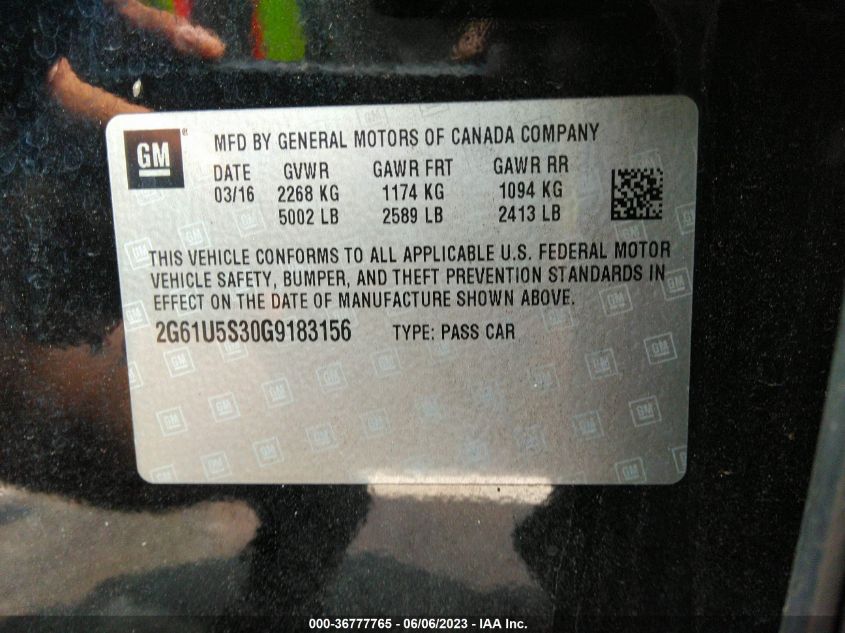 GM
MFD BY GENERAL MOTORS OF CANADA COMPANY
DATE GVWR GAWR FRT GAWR RR
03/16 2268 KG 1174 KG 1094 KG
5002 LB 2589 LB 2413 LB
THIS VEHICLE CONFORMS TO ALL APPLICABLE U.S. FEDERAL MOTOR
VEHICLE SAFETY, BUMPER, AND THEFT PREVENTION STANDARDS IN
EFFECT ON THE DATE OF MANUFACTURE SHOWN ABOVE.
2G61U5S30G9183156 TYPE: PASS CAR
000-36777765 - 06/06/2023 - IAA Inc.